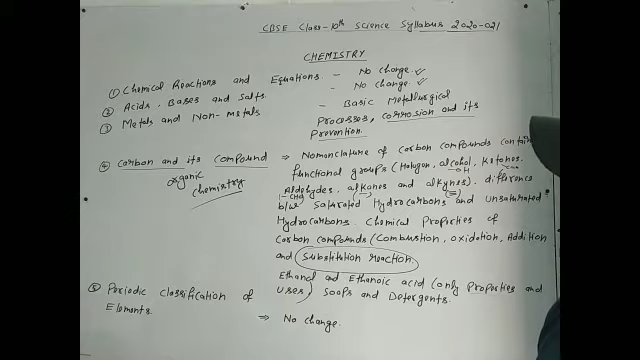 CBSE Class-10th Science Syllabus 2020-021
CHEMISTRY
① Chemical Reactions and Equations - No change. ✓
② Acids, Bases and Salts - No change. ✓
③ Metals and Non-metals - Basic Metallurgical
Processes, corrosion and its
prevention.
④ Carbon and its Compound ⇒ Nomenclature of Carbon compounds contain
organic functional groups (Halogen, alcohol, Ketones,
-OH
chemistry Aldehydes, alkanes and alkynes). difference
-CHO
b/w Saturated Hydrocarbons and unsaturated
Hydrocarbons. Chemical Properties of
Carbon Compounds (Combustion, Oxidation, Addition
and Substitution reaction
Ethanol and Ethanoic acid (only Properties and
uses) Soaps and Detergents.
⑤ Periodic Classification of
Elements. ⇒ No change.